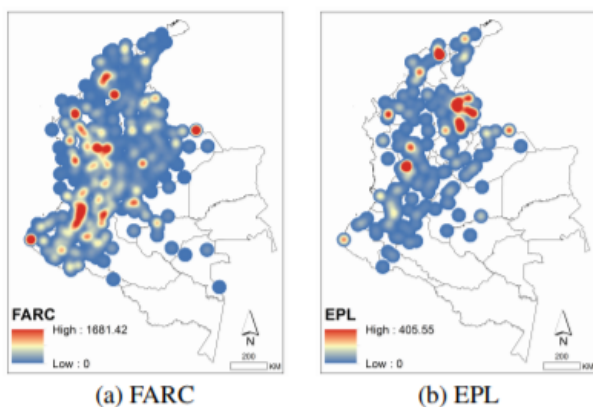 FARC
High : 1681.42
Low : 0
N
200
KM
(a) FARC
EPL
High : 405.55
Low : 0
N
200
KM
(b) EPL